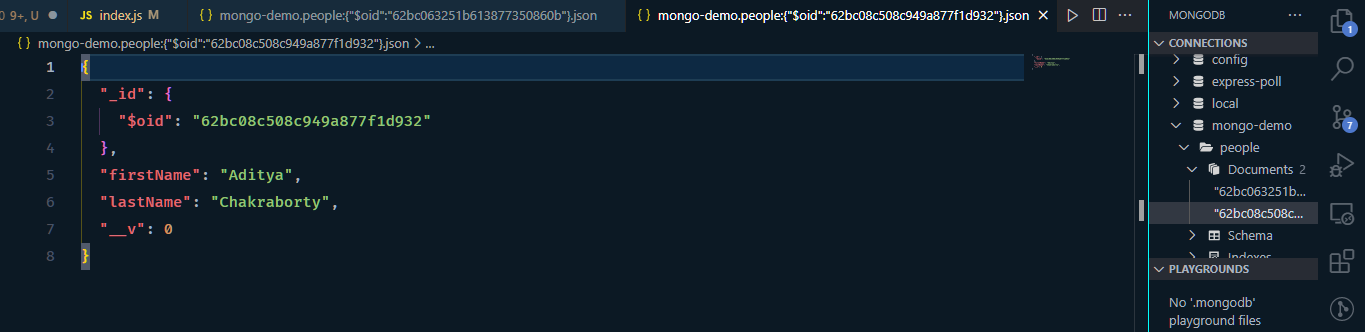 9+, U
index.js M
mongo-demo.people:{"$oid":"62bc063251b613877350860b"}.json
mongo-demo.people:{"$oid":"62bc08c508c949a877f1d932"}.json
mongo-demo.people:{"$oid":"62bc08c508c949a877f1d932"}.json > ...
1 {
2 "_id": {
3 "$oid": "62bc08c508c949a877f1d932"
4 },
5 "firstName": "Aditya",
6 "lastName": "Chakraborty",
7 "__v": 0
8 }
MONGODB
CONNECTIONS
config
express-poll
local
mongo-demo
people
Documents 2
"62bc063251b...
"62bc08c508c...
Schema
Indexes
PLAYGROUNDS
No '.mongodb'
playground files
1
7